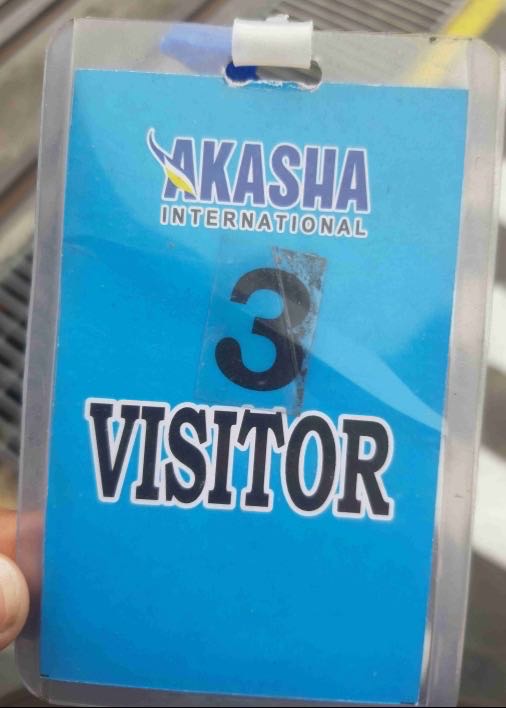 AKASHA
INTERNATIONAL
3
VISITOR